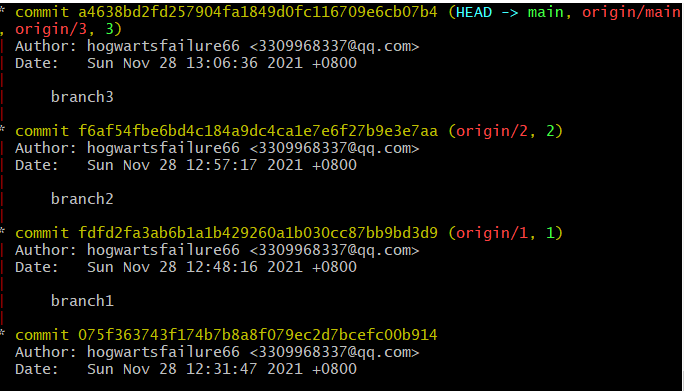 * commit a4638bd2fd257904fa1849d0fc116709e6cb07b4 (HEAD -> main, origin/main
, origin/3, 3)
| Author: hogwartsfailure66 <3309968337@qq.com>
| Date:   Sun Nov 28 13:06:36 2021 +0800
|
|     branch3
|
* commit f6af54fbe6bd4c184a9dc4ca1e7e6f27b9e3e7aa (origin/2, 2)
| Author: hogwartsfailure66 <3309968337@qq.com>
| Date:   Sun Nov 28 12:57:17 2021 +0800
|
|     branch2
|
* commit fdfd2fa3ab6b1a1b429260a1b030cc87bb9bd3d9 (origin/1, 1)
| Author: hogwartsfailure66 <3309968337@qq.com>
| Date:   Sun Nov 28 12:48:16 2021 +0800
|
|     branch1
|
* commit 075f363743f174b7b8a8f079ec2d7bcefc00b914
  Author: hogwartsfailure66 <3309968337@qq.com>
  Date:   Sun Nov 28 12:31:47 2021 +0800